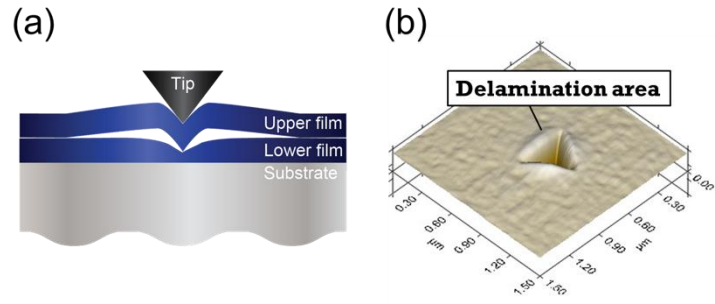 (a)
Tip
Upper film
Lower film
Substrate
(b)
Delamination area
0.00
0.30
0.30
0.60
0.60
µm
0.90
µm
0.90
1.20
1.20
1.50
1.50